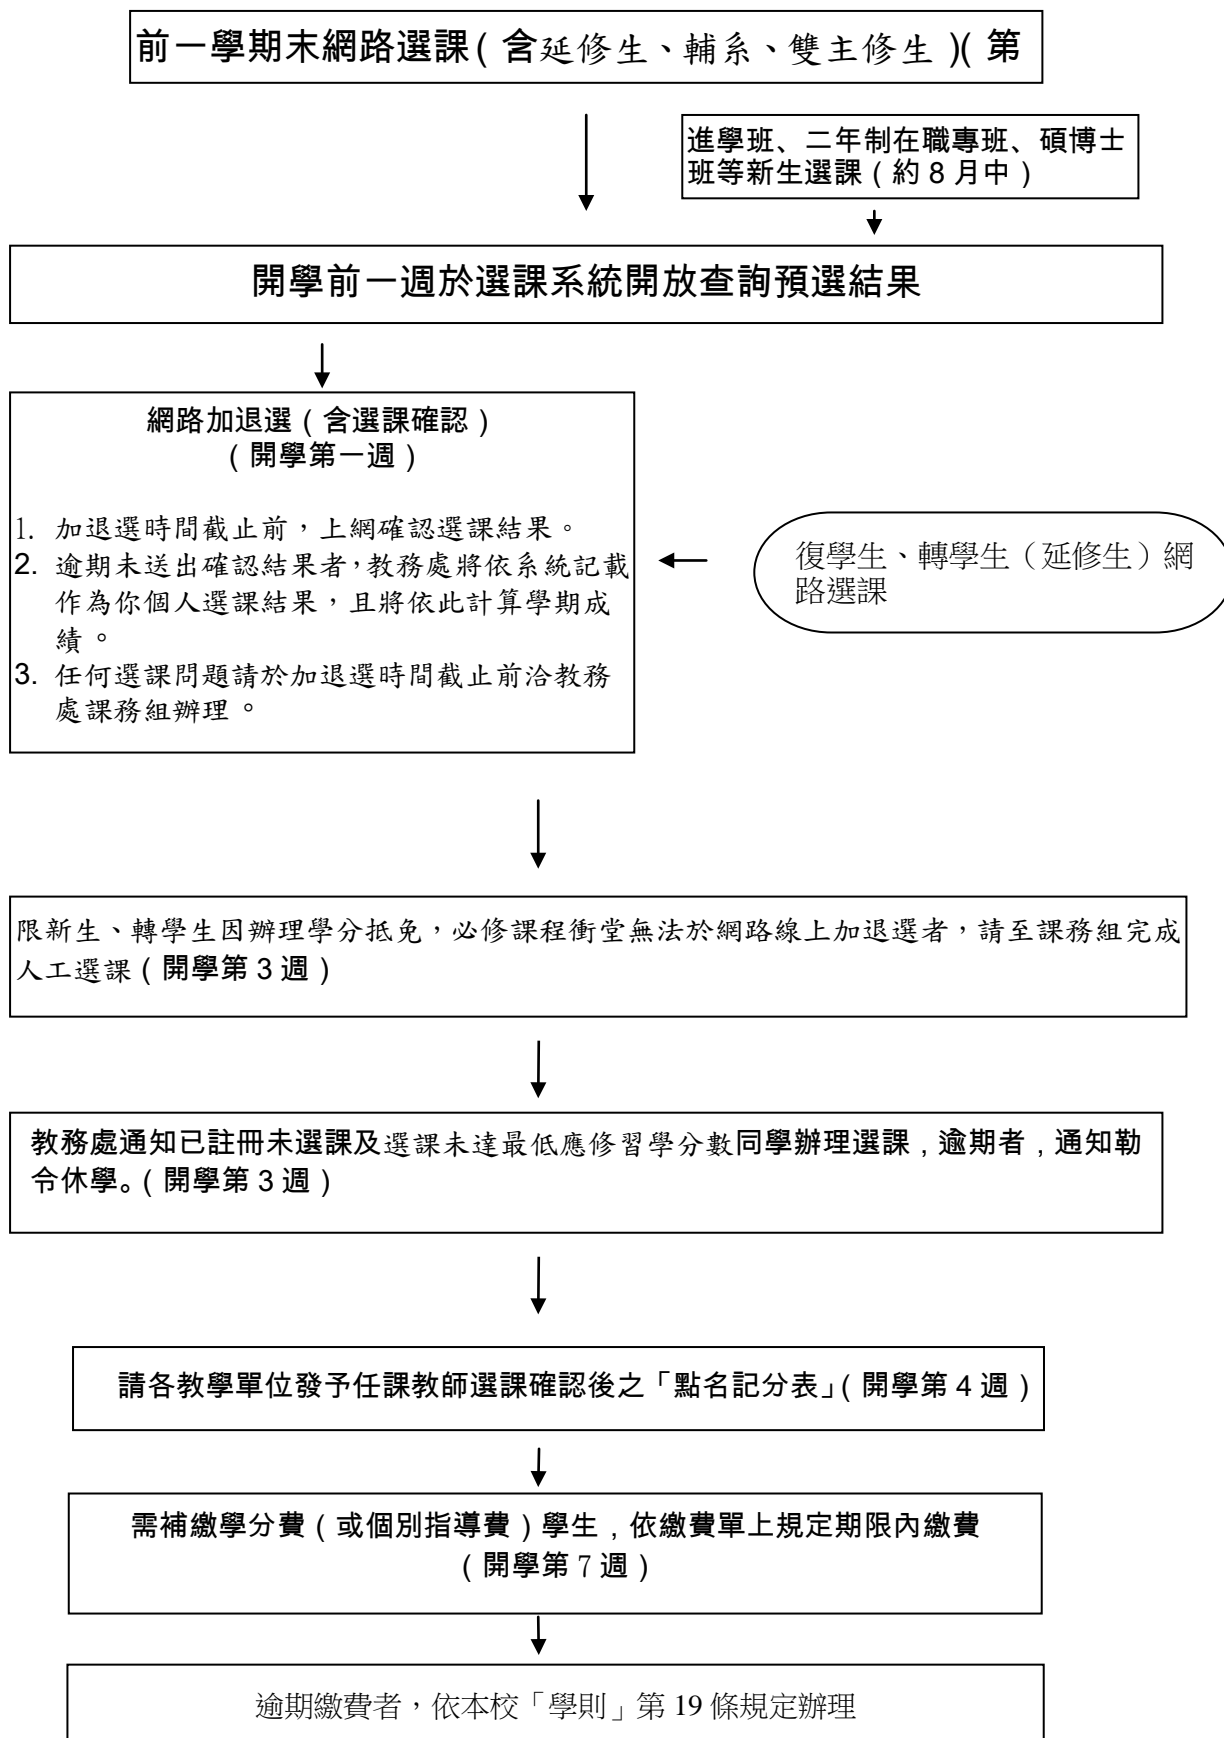 前一學期末網路選課(含延修生、輔系、雙主修生)(第
進學班、二年制在職專班、碩博士
班等新生選課(約8月中)
開學前一週於選課系統開放查詢預選結果
網路加退選(含選課確認)
(開學第一週)
1. 加退選時間截止前，上網確認選課結果。
2. 逾期未送出確認結果者，教務處將依系統記載
作為你個人選課結果，且將依此計算學期成
績。
3. 任何選課問題請於加退選時間截止前洽教務
處課務組辦理。
復學生、轉學生（延修生）網
路選課
限新生、轉學生因辦理學分抵免，必修課程衝堂無法於網路線上加退選者，請至課務組完成
人工選課(開學第3週)
教務處通知已註冊未選課及選課未達最低應修習學分數同學辦理選課，逾期者，通知勒
令休學。(開學第3週)
請各教學單位發予任課教師選課確認後之「點名記分表」(開學第4週)
需補繳學分費(或個別指導費)學生，依繳費單上規定期限內繳費
(開學第7週)
逾期繳費者，依本校「學則」第19條規定辦理